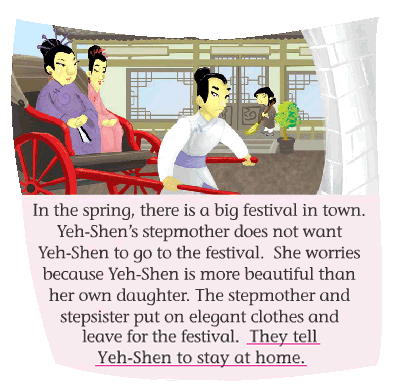 In the spring, there is a big festival in town.
Yeh-Shen's stepmother does not want
Yeh-Shen to go to the festival. She worries
because Yeh-Shen is more beautiful than
her own daughter. The stepmother and
stepsister put on elegant clothes and
leave for the festival. They tell
Yeh-Shen to stay at home.